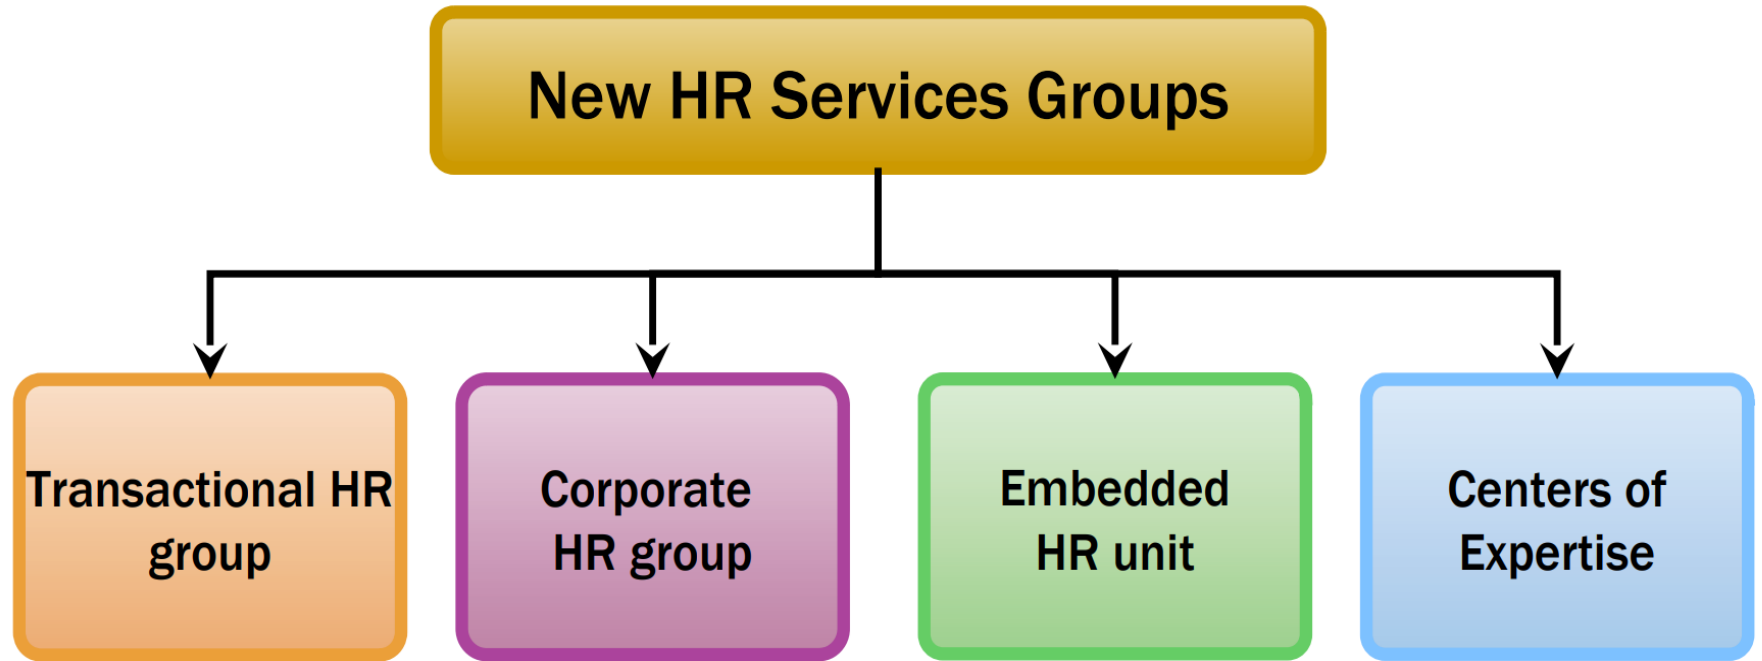 New HR Services Groups
Transactional HR
group
Corporate
HR group
Embedded
HR unit
Centers of
Expertise